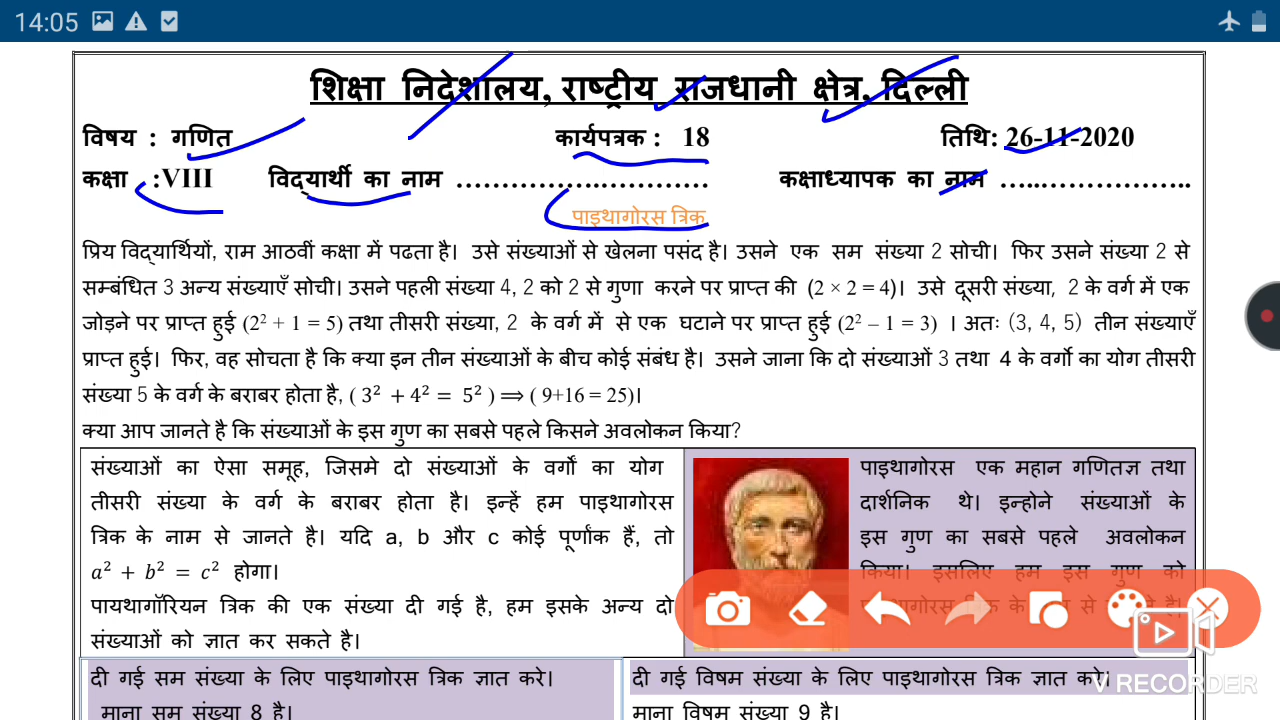 14:05
शिक्षा निदेशालय, राष्ट्रीय राजधानी क्षेत्र, दिल्ली
विषय : गणित कार्यपत्रक : 18 तिथि: 26-11-2020
कक्षा :VIII विद्यार्थी का नाम ……………..………… कक्षाध्यापक का नाम …..……………..
पाइथागोरस त्रिक
प्रिय विद्यार्थियों, राम आठवीं कक्षा में पढता है। उसे संख्याओं से खेलना पसंद है। उसने एक सम संख्या 2 सोची। फिर उसने संख्या 2 से
सम्बंधित 3 अन्य संख्याएँ सोची। उसने पहली संख्या 4, 2 को 2 से गुणा करने पर प्राप्त की (2 × 2 = 4)। उसे दूसरी संख्या, 2 के वर्ग में एक
जोड़ने पर प्राप्त हुई (2² + 1 = 5) तथा तीसरी संख्या, 2 के वर्ग में से एक घटाने पर प्राप्त हुई (2² – 1 = 3) । अतः (3, 4, 5) तीन संख्याएँ
प्राप्त हुई। फिर, वह सोचता है कि क्या इन तीन संख्याओं के बीच कोई संबंध है। उसने जाना कि दो संख्याओं 3 तथा 4 के वर्गो का योग तीसरी
संख्या 5 के वर्ग के बराबर होता है, ( 3² + 4² = 5² ) ⟹ ( 9+16 = 25)।
क्या आप जानते है कि संख्याओं के इस गुण का सबसे पहले किसने अवलोकन किया?
संख्याओं का ऐसा समूह, जिसमे दो संख्याओं के वर्गों का योग
तीसरी संख्या के वर्ग के बराबर होता है। इन्हें हम पाइथागोरस
त्रिक के नाम से जानते है। यदि a, b और c कोई पूर्णांक हैं, तो
a² + b² = c² होगा।
पायथागॉरियन त्रिक की एक संख्या दी गई है, हम इसके अन्य दो
संख्याओं को ज्ञात कर सकते है।
पाइथागोरस एक महान गणितज्ञ तथा
दार्शनिक थे। इन्होने संख्याओं के
इस गुण का सबसे पहले अवलोकन
किया। इसलिए हम इस गुण को
दी गई सम संख्या के लिए पाइथागोरस त्रिक ज्ञात करे।
माना सम संख्या 8 है।
दी गई विषम संख्या के लिए पाइथागोरस त्रिक ज्ञात करे।
माना विषम संख्या 9 है।
V RECORDER